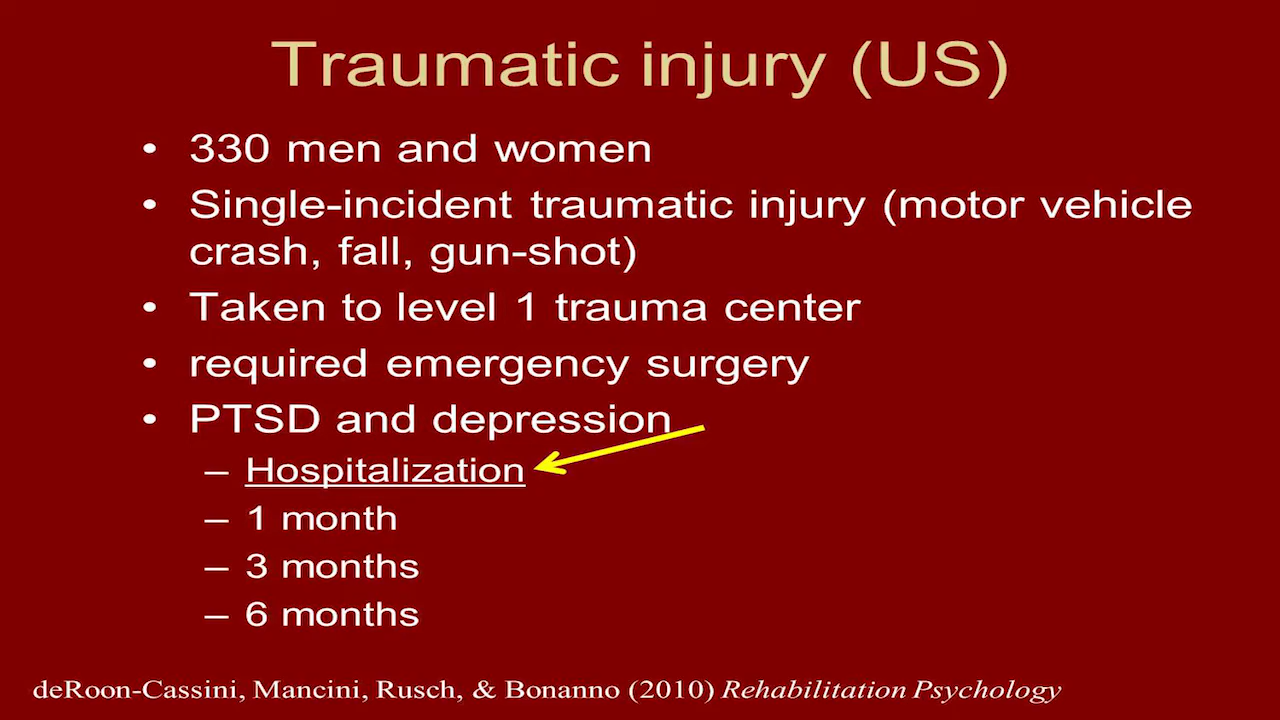 Traumatic injury (US)
• 330 men and women
• Single-incident traumatic injury (motor vehicle
crash, fall, gun-shot)
• Taken to level 1 trauma center
• required emergency surgery
• PTSD and depression
– Hospitalization
– 1 month
– 3 months
– 6 months
deRoon-Cassini, Mancini, Rusch, & Bonanno (2010) Rehabilitation Psychology